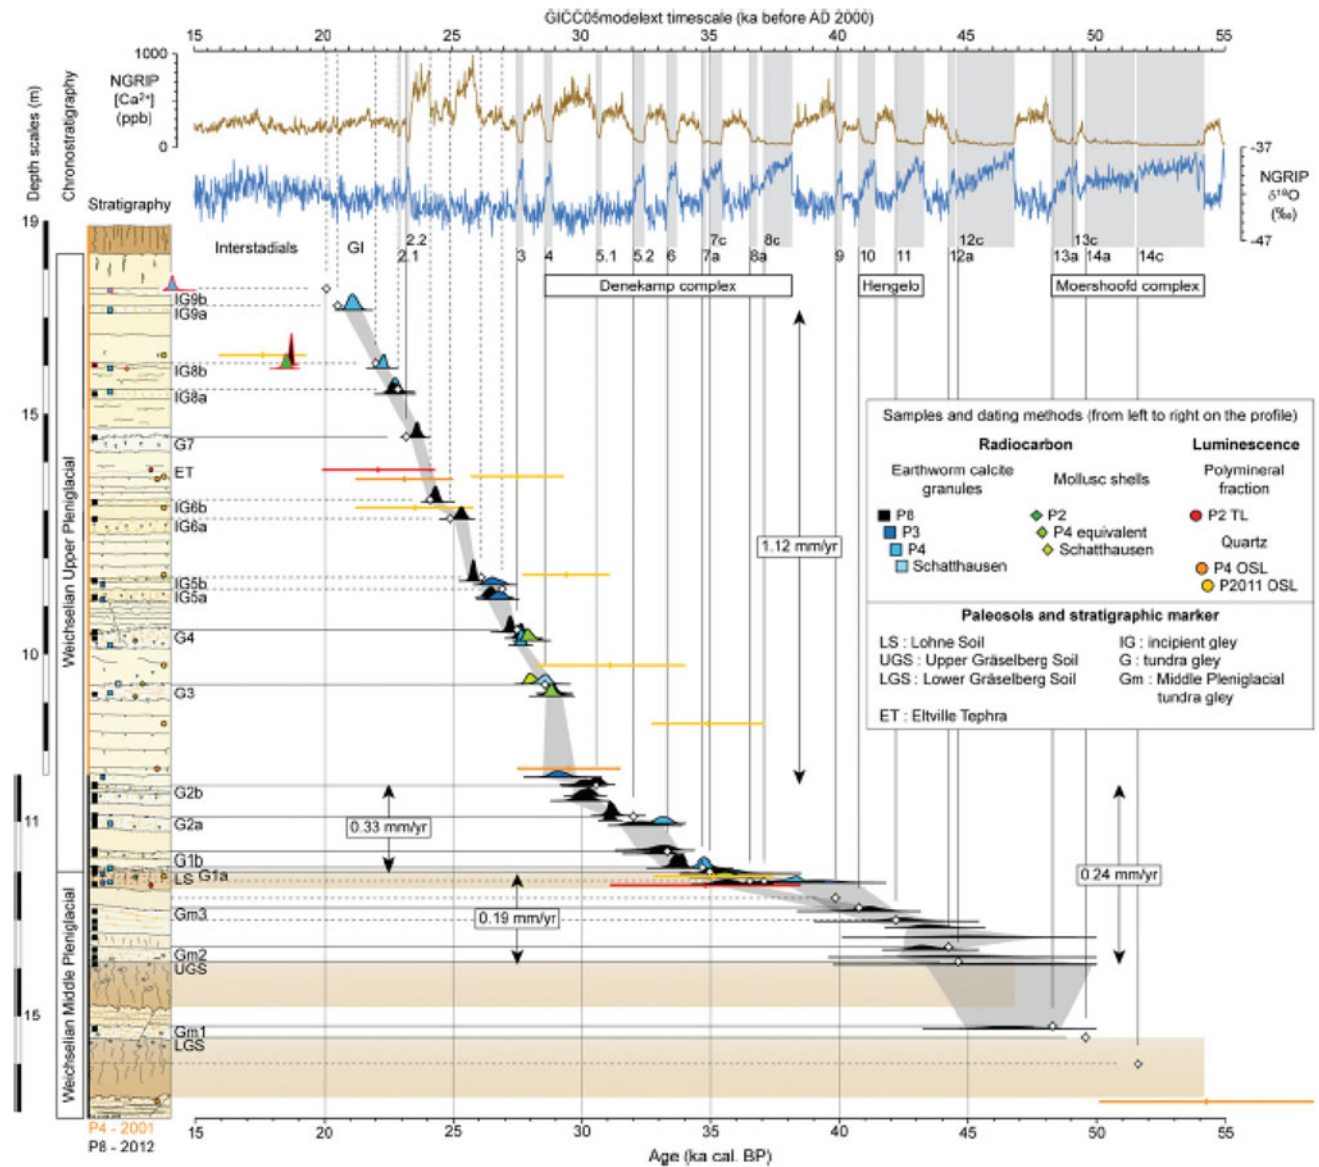 GICC05modelext timescale (ka before AD 2000)
15 20 25 30 35 40 45 50 55
Depth scales (m)
Chronostratigraphy
1000
NGRIP
[Ca²⁺]
(ppb)
0
-37
NGRIP
δ¹⁸O
(‰)
-47
Stratigraphy
19
Interstadials GI
2.2
2.1 3 4 5.1 5.2 6 7a 7c 8a 8c 9 10 11 12a 12c 13a 13c 14a 14c
Denekamp complex
Hengelo
Moershoofd complex
IG9b
IG9a
IG8b
IG8a
15
G7
ET
IG6b
IG6a
IG5b
IG5a
G4
10
G3
G2b
G2a
11
G1b
G1a
LS
Gm3
Gm2
UGS
15
Gm1
LGS
Weichselian Upper Pleniglacial
Weichselian Middle Pleniglacial
1.12 mm/yr
0.33 mm/yr
0.19 mm/yr
0.24 mm/yr
Samples and dating methods (from left to right on the profile)
Radiocarbon
Luminescence
Earthworm calcite
granules
P8
P3
P4
Schatthausen
Mollusc shells
P2
P4 equivalent
Schatthausen
Polymineral
fraction
P2 TL
Quartz
P4 OSL
P2011 OSL
Paleosols and stratigraphic marker
LS : Lohne Soil
UGS : Upper Gräselberg Soil
LGS : Lower Gräselberg Soil
ET : Eltville Tephra
IG : incipient gley
G : tundra gley
Gm : Middle Pleniglacial
tundra gley
P4 - 2001
P8 - 2012
15 20 25 30 35 40 45 50 55
Age (ka cal. BP)